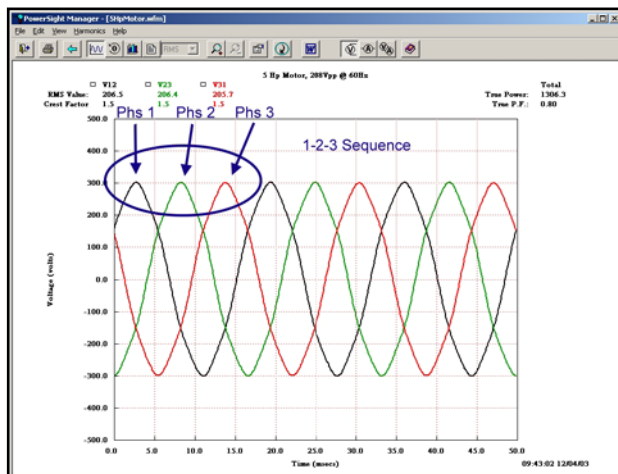 PowerSight Manager - [5HpMotor.wfm]
File Edit View Harmonics Help
RMS
5 Hp Motor, 208Vpp @ 60Hz
V12 V23 V31 Total
RMS Value: 206.5 206.4 205.7 True Power: 1306.3
Crest Factor 1.5 1.5 1.5 True P.F.: 0.80
Phs 1 Phs 2 Phs 3
1-2-3 Sequence
500.0
400.0
300.0
200.0
100.0
0.0
-100.0
-200.0
-300.0
-400.0
-500.0
Voltage (volts)
0.0 5.0 10.0 15.0 20.0 25.0 30.0 35.0 40.0 45.0 50.0
Time (msecs)
09:43:02 12/04/03